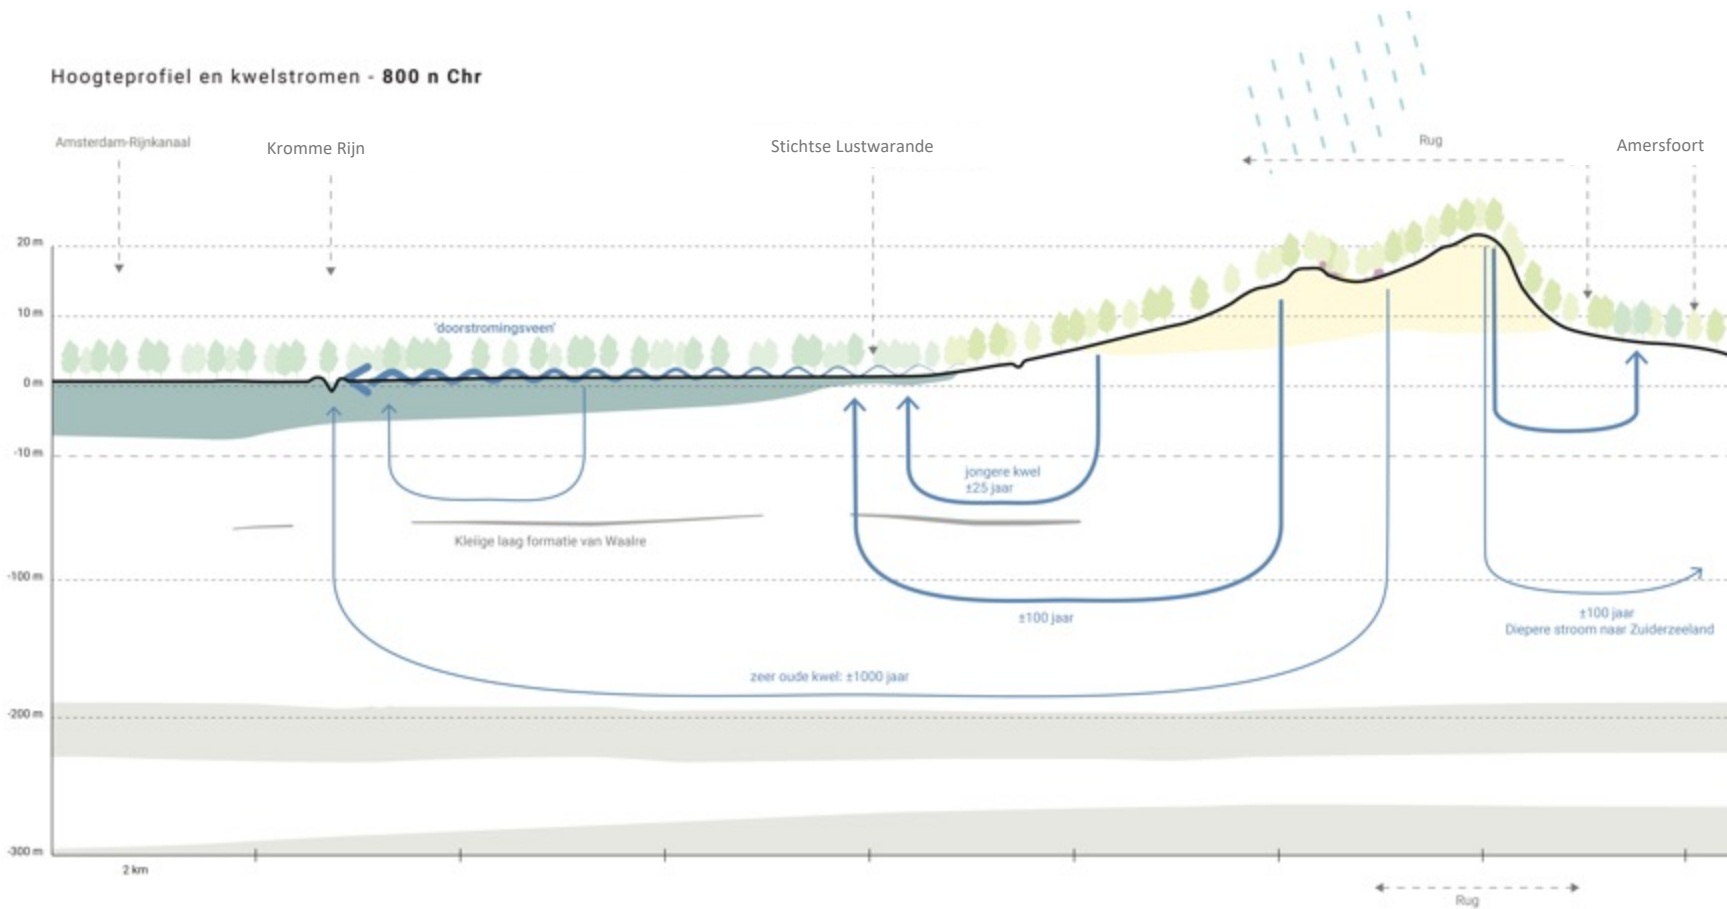 Hoogteprofiel en kwelstromen - 800 n Chr
Amsterdam-Rijnkanaal
Kromme Rijn
Stichtse Lustwarande
Rug
Amersfoort
20 m
10 m
'doorstromingsveen'
0 m
-10 m
jongere kwel
±25 jaar
Kleiige laag formatie van Waalre
-100 m
±100 jaar
±100 jaar
Diepere stroom naar Zuiderzeeland
zeer oude kwel: ±1000 jaar
-200 m
-300 m
2 km
Rug